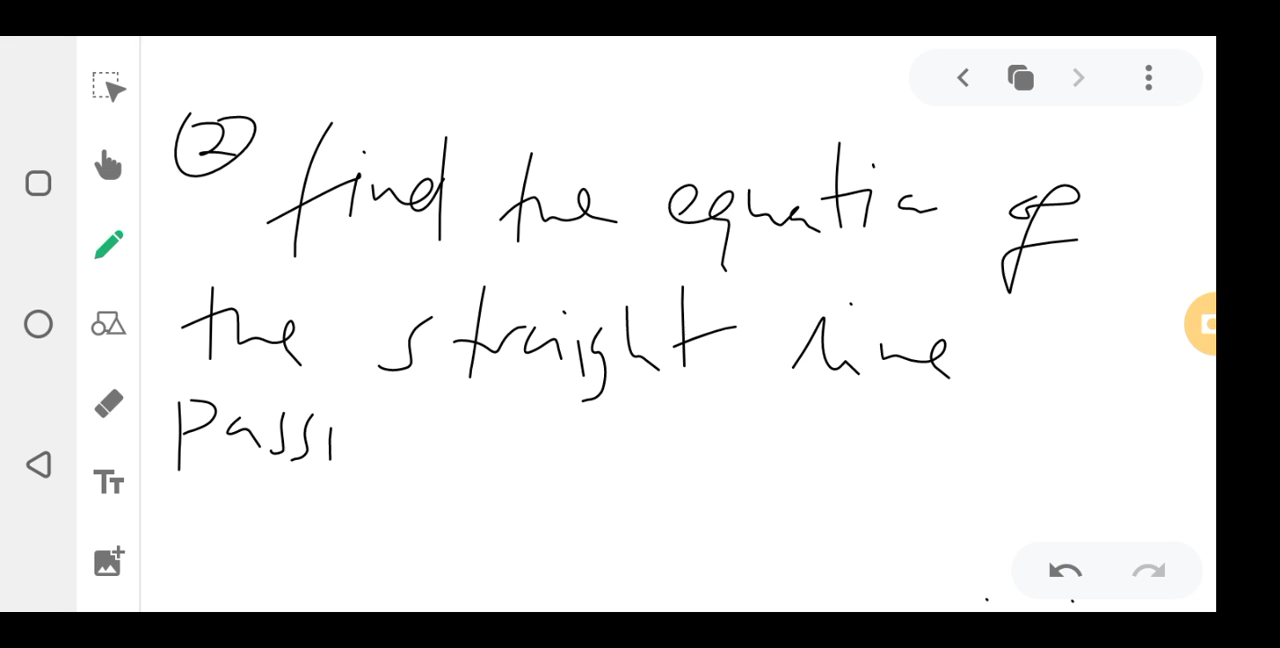 ② find the equatio of
the straight line
passi